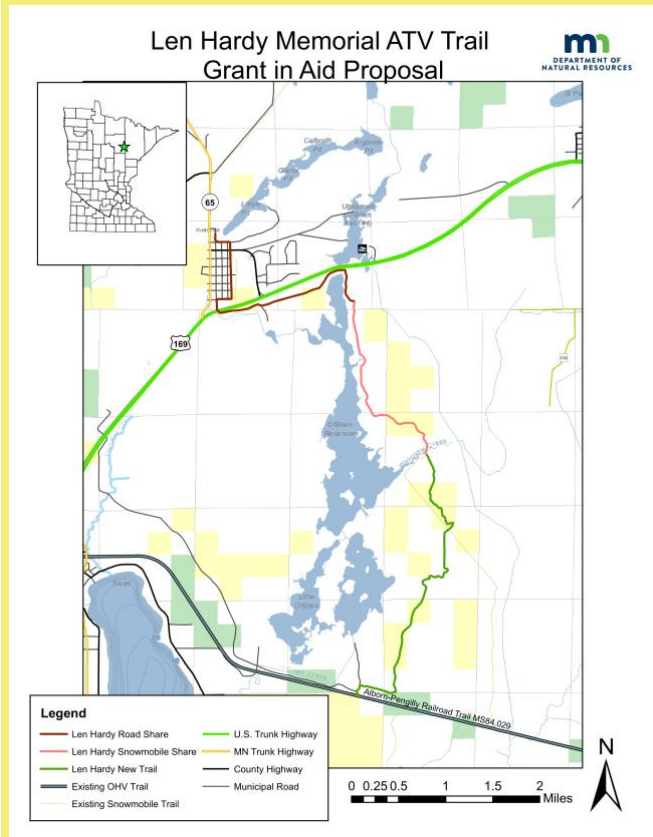 Len Hardy Memorial ATV Trail
Grant in Aid Proposal
DEPARTMENT OF
NATURAL RESOURCES
65
169
O'Brien
Reservoir
Little
O'Brien
Swan
Alborn-Pengilly Railroad Trail MS84.029
Legend
Len Hardy Road Share
Len Hardy Snowmobile Share
Len Hardy New Trail
Existing OHV Trail
Existing Snowmobile Trail
U.S. Trunk Highway
MN Trunk Highway
County Highway
Municipal Road
0 0.25 0.5 1 1.5 2
Miles
N